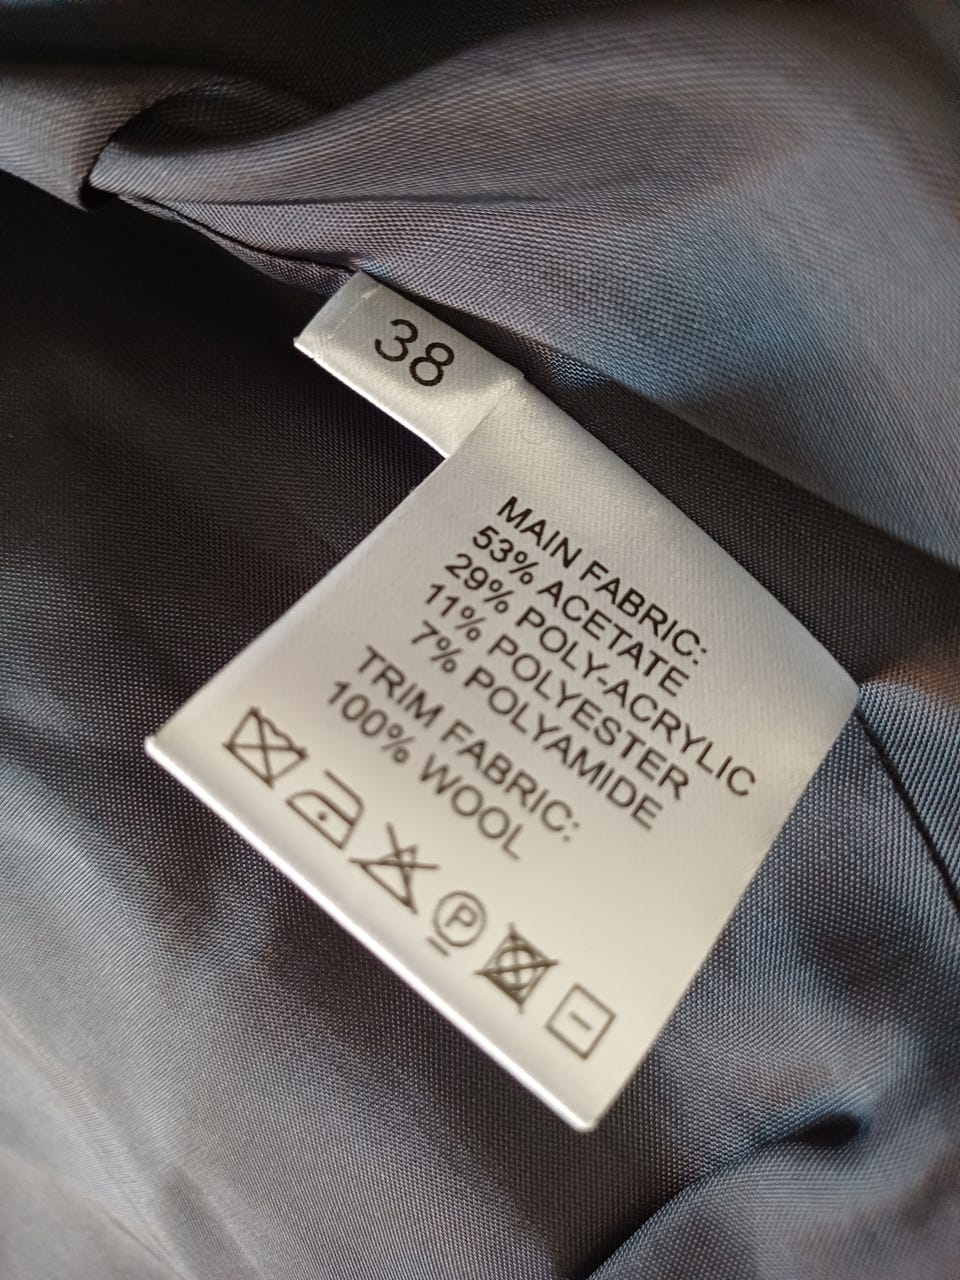 38
MAIN FABRIC:
53% ACETATE
29% POLY-ACRYLIC
11% POLYESTER
7% POLYAMIDE
TRIM FABRIC:
100% WOOL
P